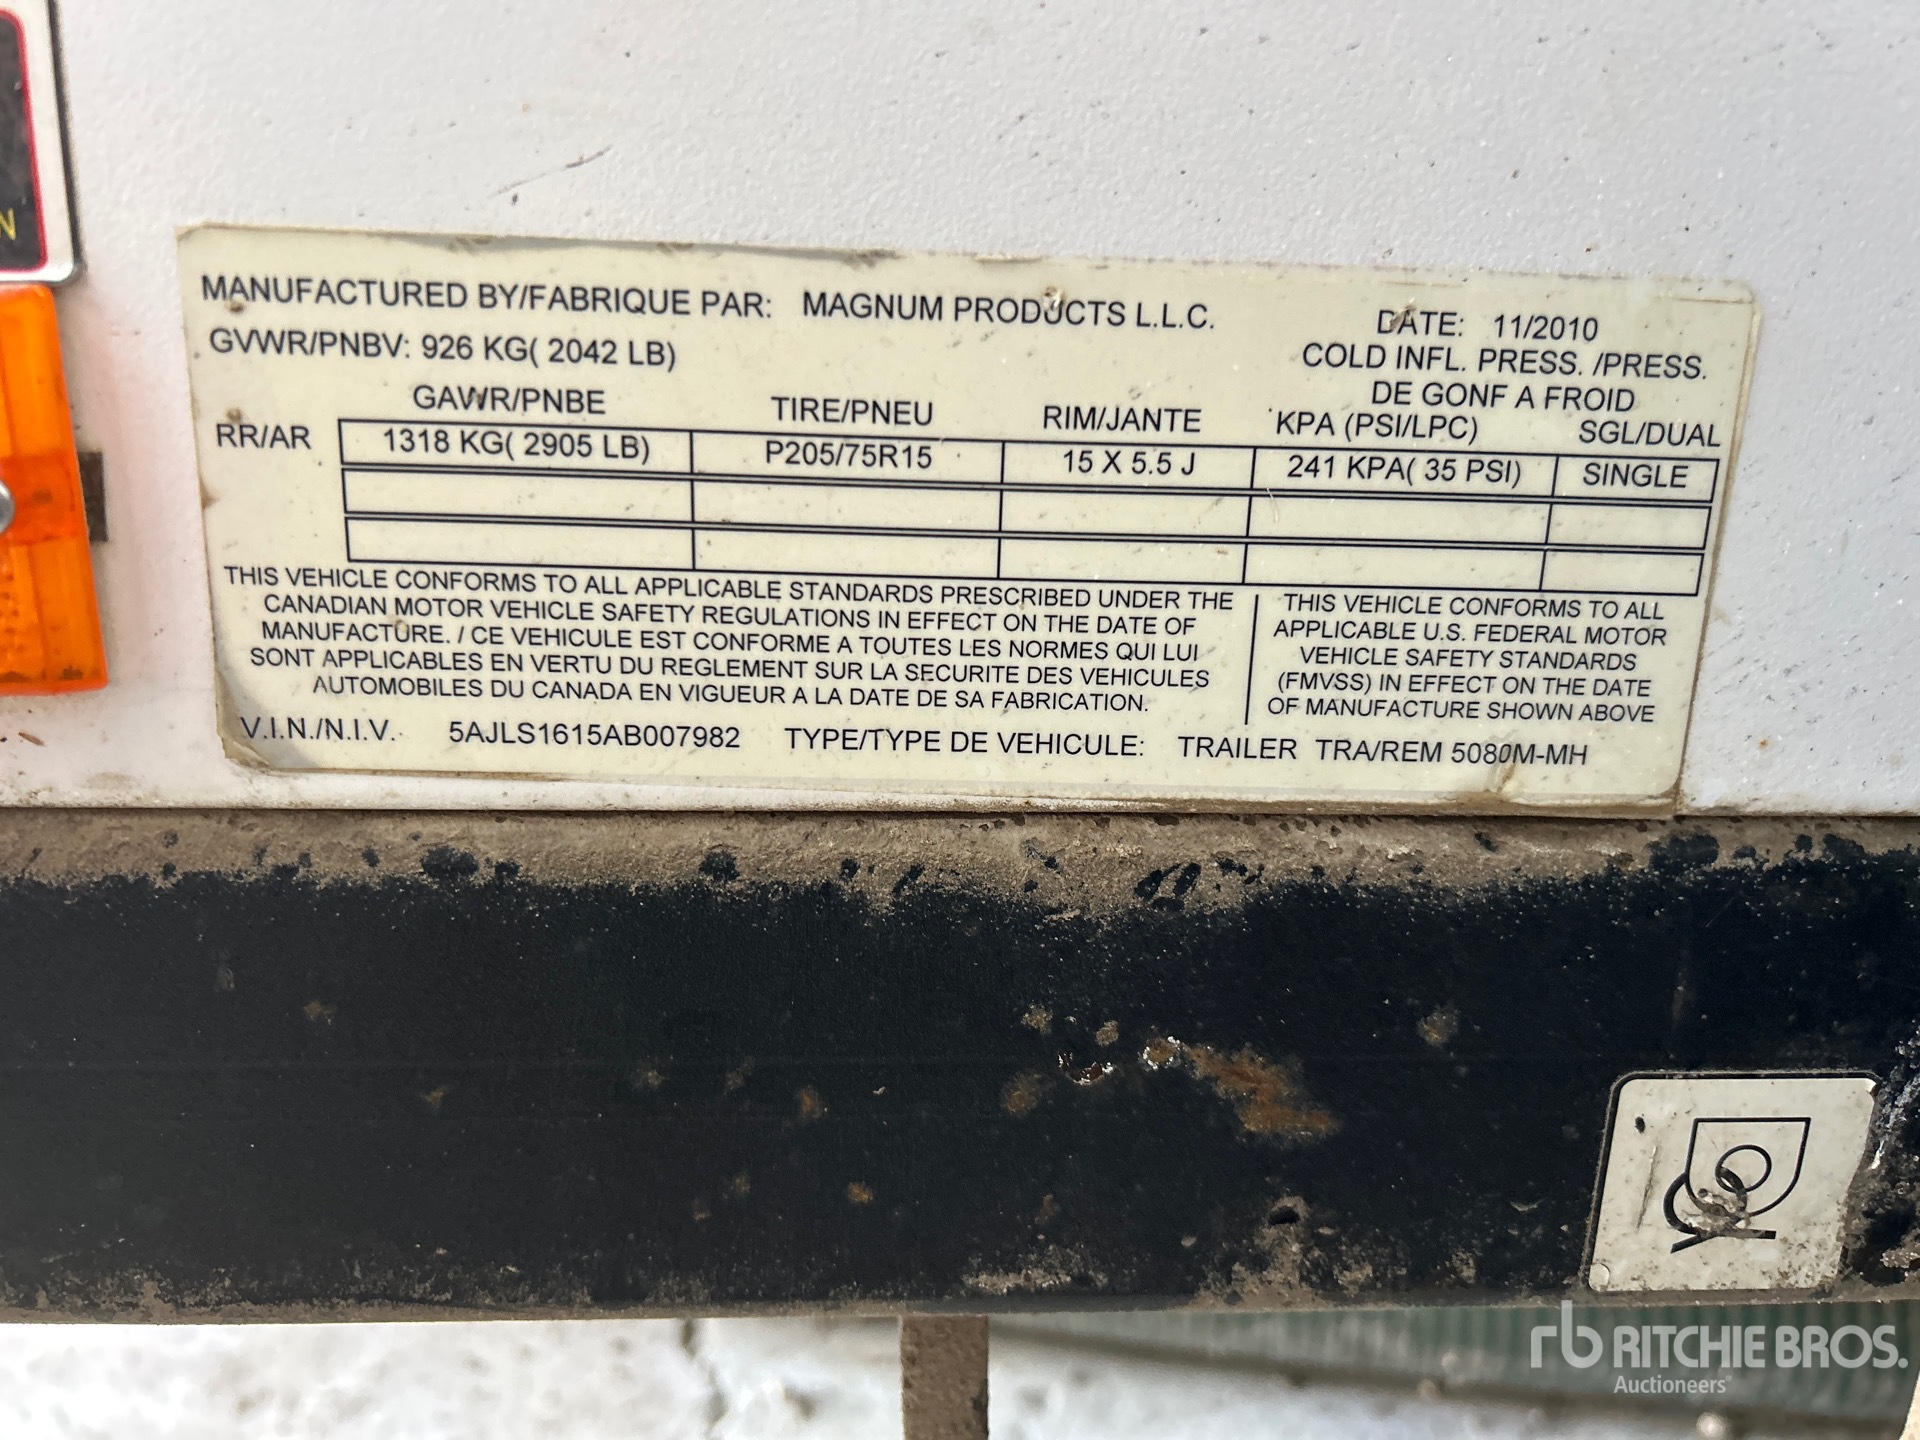 N
MANUFACTURED BY/FABRIQUE PAR: MAGNUM PRODUCTS L.L.C. DATE: 11/2010
GVWR/PNBV: 926 KG( 2042 LB) COLD INFL. PRESS. /PRESS.
DE GONF A FROID
GAWR/PNBE TIRE/PNEU RIM/JANTE KPA (PSI/LPC) SGL/DUAL
RR/AR 1318 KG( 2905 LB) P205/75R15 15 X 5.5 J 241 KPA( 35 PSI) SINGLE
THIS VEHICLE CONFORMS TO ALL APPLICABLE STANDARDS PRESCRIBED UNDER THE
CANADIAN MOTOR VEHICLE SAFETY REGULATIONS IN EFFECT ON THE DATE OF
MANUFACTURE. / CE VEHICULE EST CONFORME A TOUTES LES NORMES QUI LUI
SONT APPLICABLES EN VERTU DU REGLEMENT SUR LA SECURITE DES VEHICULES
AUTOMOBILES DU CANADA EN VIGUEUR A LA DATE DE SA FABRICATION.
THIS VEHICLE CONFORMS TO ALL
APPLICABLE U.S. FEDERAL MOTOR
VEHICLE SAFETY STANDARDS
(FMVSS) IN EFFECT ON THE DATE
OF MANUFACTURE SHOWN ABOVE
V.I.N./N.I.V. 5AJLS1615AB007982 TYPE/TYPE DE VEHICULE: TRAILER TRA/REM 5080M-MH
rb RITCHIE BROS.
Auctioneers